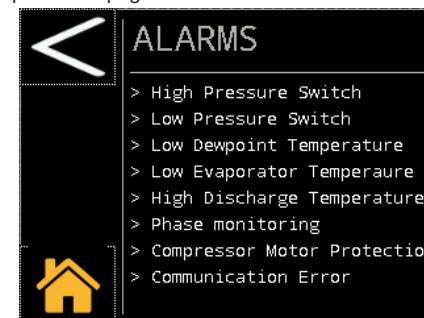 ALARMS
> High Pressure Switch
> Low Pressure Switch
> Low Dewpoint Temperature
> Low Evaporator Temperaure
> High Discharge Temperature
> Phase monitoring
> Compressor Motor Protectio
> Communication Error